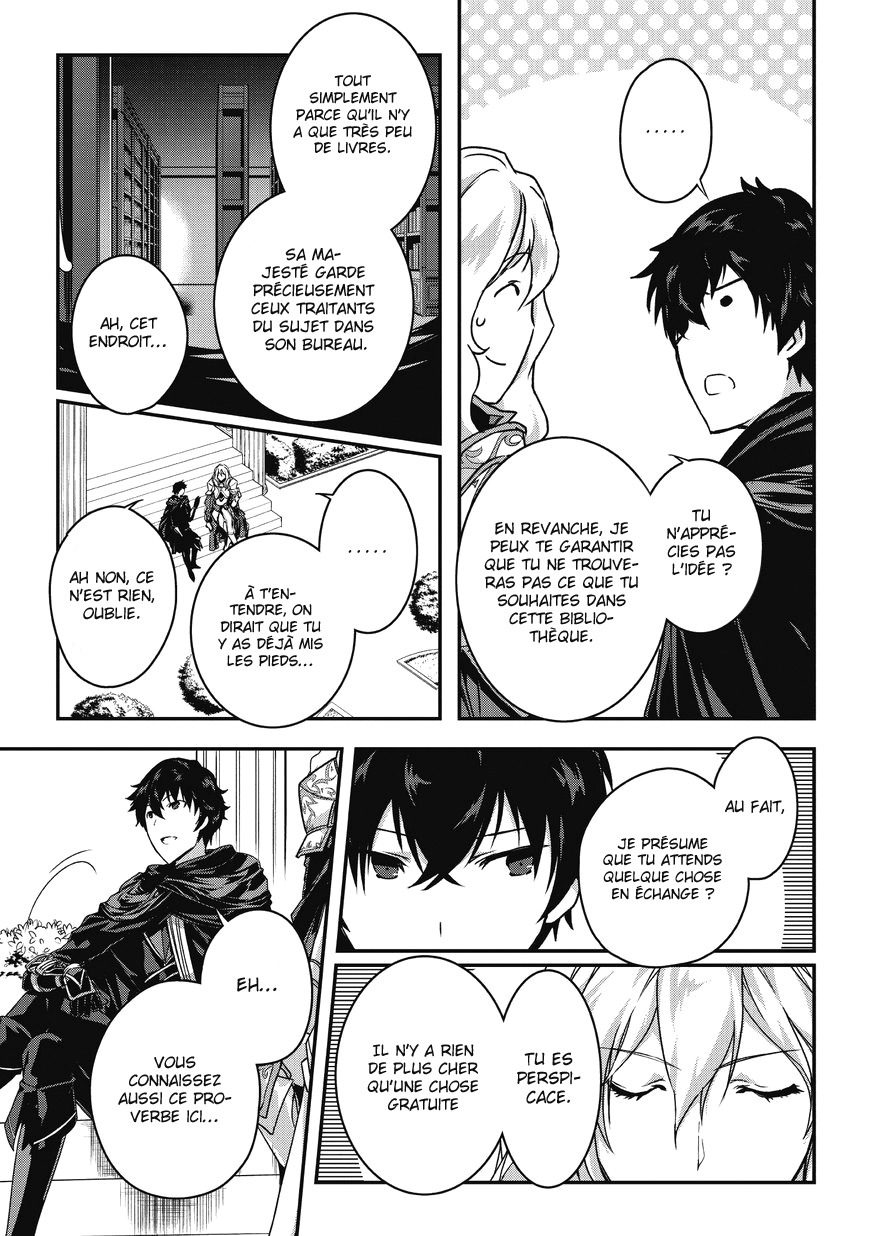 .....
TU
N'APPRÉ-
CIES PAS
L'IDÉE ?
EN REVANCHE, JE
PEUX TE GARANTIR
QUE TU NE TROUVE-
RAS PAS CE QUE TU
SOUHAITES DANS
CETTE BIBLIO-
THÈQUE.
TOUT
SIMPLEMENT
PARCE QU'IL N'Y
A QUE TRÈS PEU
DE LIVRES.
SA MA-
JESTÉ GARDE
PRÉCIEUSEMENT
CEUX TRAITANTS
DU SUJET DANS
SON BUREAU.
AH, CET
ENDROIT...
.....
À T'EN-
TENDRE, ON
DIRAIT QUE TU
Y AS DÉJÀ MIS
LES PIEDS...
AH NON, CE
N'EST RIEN,
OUBLIE.
AU FAIT,
JE PRÉSUME
QUE TU ATTENDS
QUELQUE CHOSE
EN ÉCHANGE ?
TU ES
PERSPI-
CACE.
IL N'Y A RIEN
DE PLUS CHER
QU'UNE CHOSE
GRATUITE
EH...
VOUS
CONNAISSEZ
AUSSI CE PRO-
VERBE ICI...